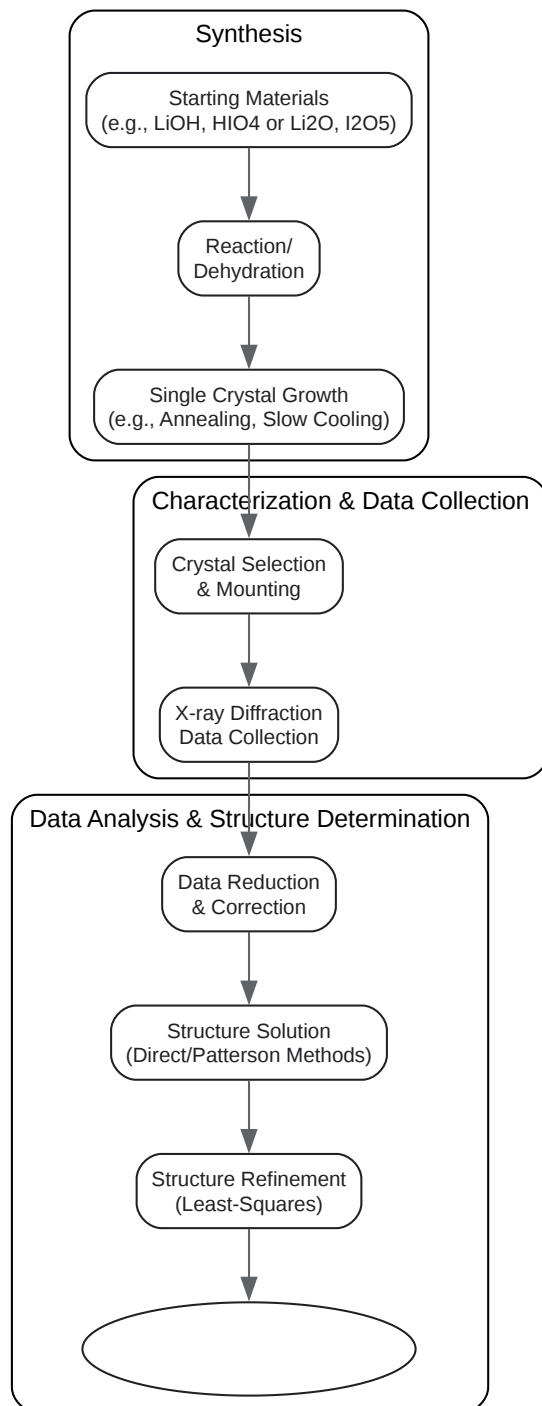 Synthesis
Starting Materials
(e.g., LiOH, HIO4 or Li2O, I2O5)
Reaction/
Dehydration
Single Crystal Growth
(e.g., Annealing, Slow Cooling)
Characterization & Data Collection
Crystal Selection
& Mounting
X-ray Diffraction
Data Collection
Data Analysis & Structure Determination
Data Reduction
& Correction
Structure Solution
(Direct/Patterson Methods)
Structure Refinement
(Least-Squares)